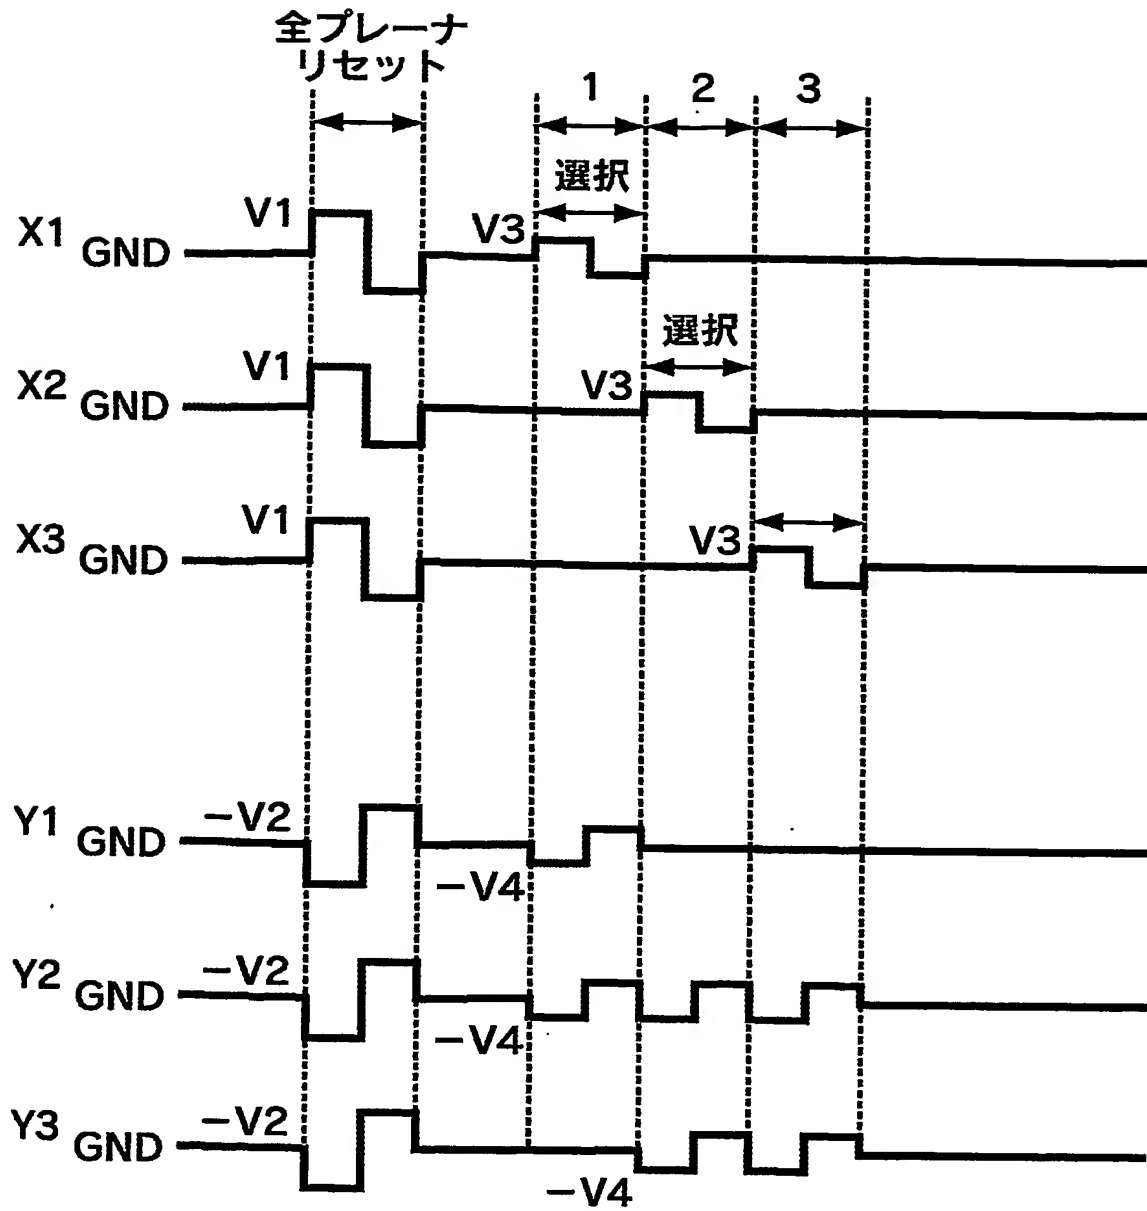 全プレーナ
リセット
1 2 3
選択
X1 GND V1 V3
選択
X2 GND V1 V3
X3 GND V1 V3
Y1 GND −V2 −V4
Y2 GND −V2 −V4
Y3 GND −V2 −V4